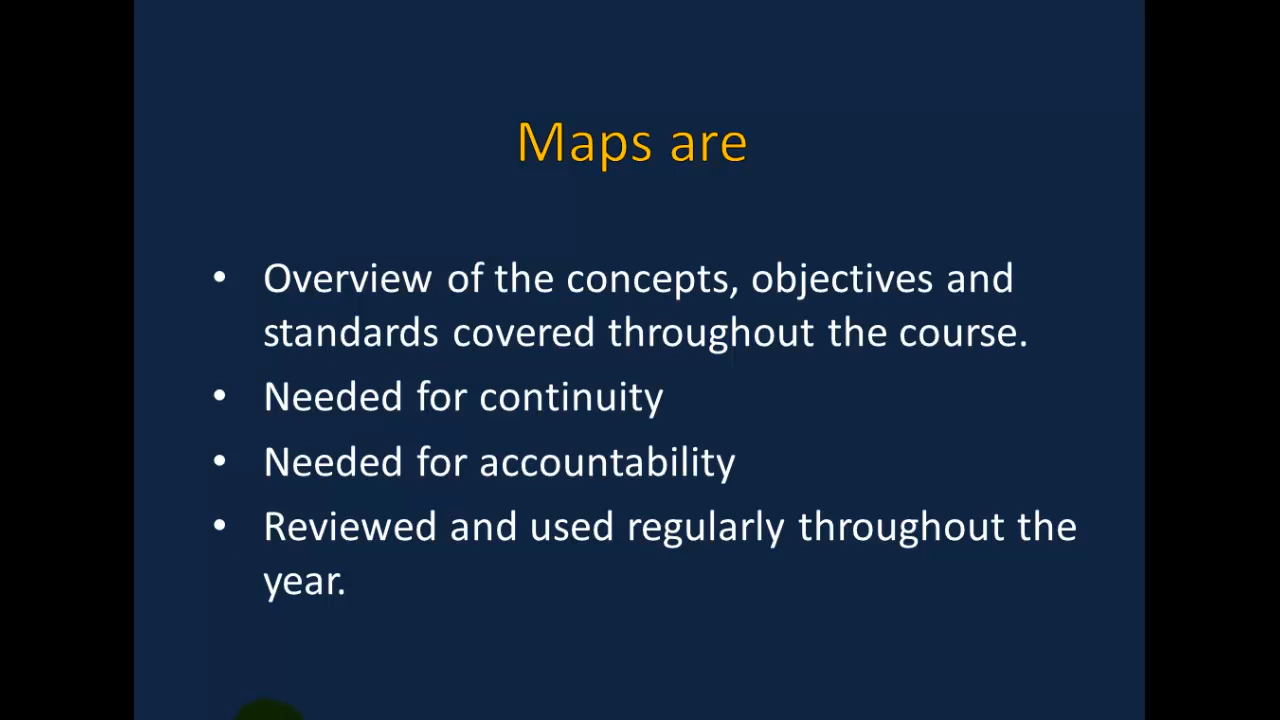 Maps are
• Overview of the concepts, objectives and
standards covered throughout the course.
• Needed for continuity
• Needed for accountability
• Reviewed and used regularly throughout the
year.